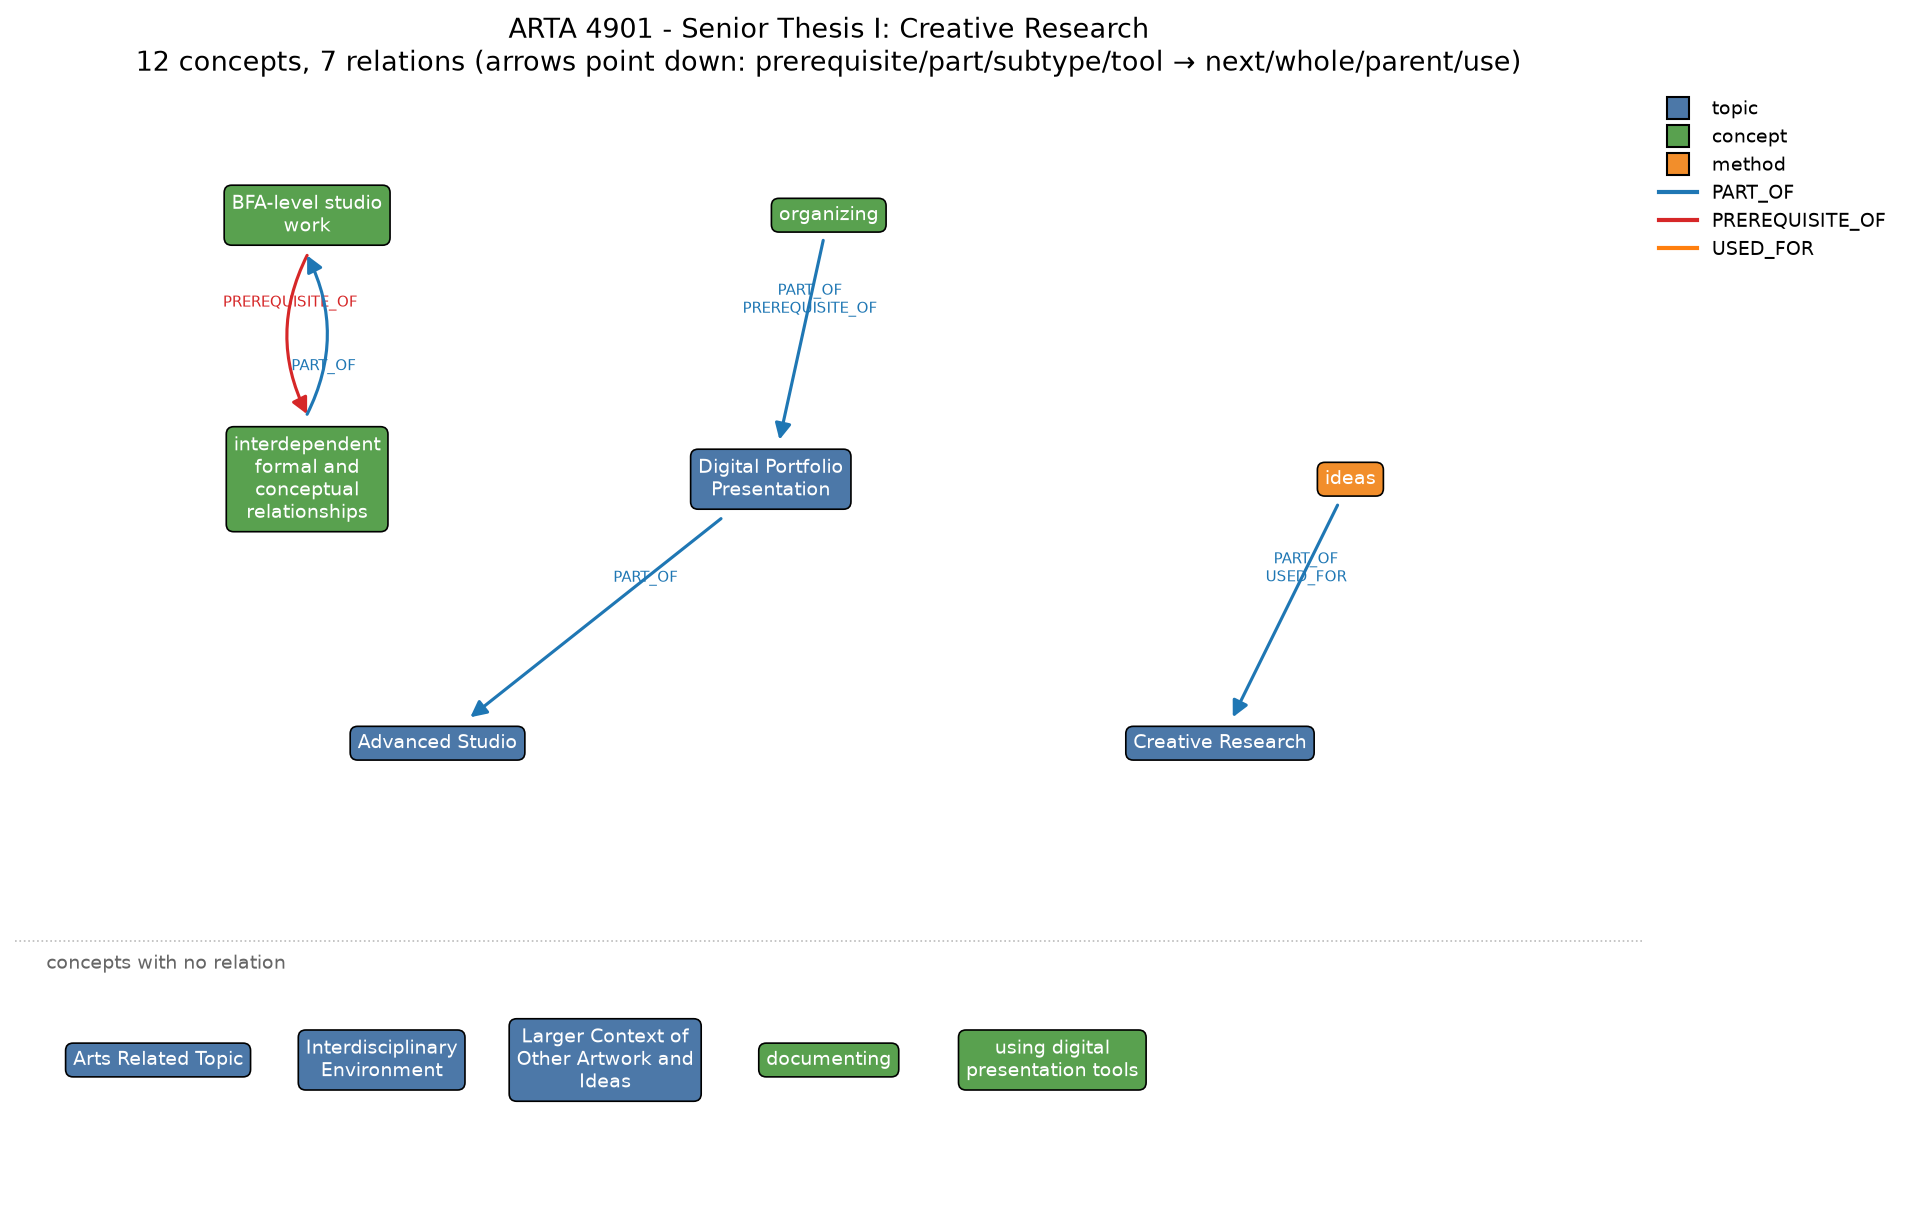 ARTA 4901 - Senior Thesis I: Creative Research
12 concepts, 7 relations (arrows point down: prerequisite/part/subtype/tool → next/whole/parent/use)
topic
concept
method
PART_OF
PREREQUISITE_OF
USED_FOR
BFA-level studio
work
organizing
PREREQUISITE_OF
PART_OF
PART_OF
PREREQUISITE_OF
interdependent
formal and
conceptual
relationships
Digital Portfolio
Presentation
ideas
PART_OF
PART_OF
USED_FOR
Advanced Studio
Creative Research
concepts with no relation
Arts Related Topic
Interdisciplinary
Environment
Larger Context of
Other Artwork and
Ideas
documenting
using digital
presentation tools